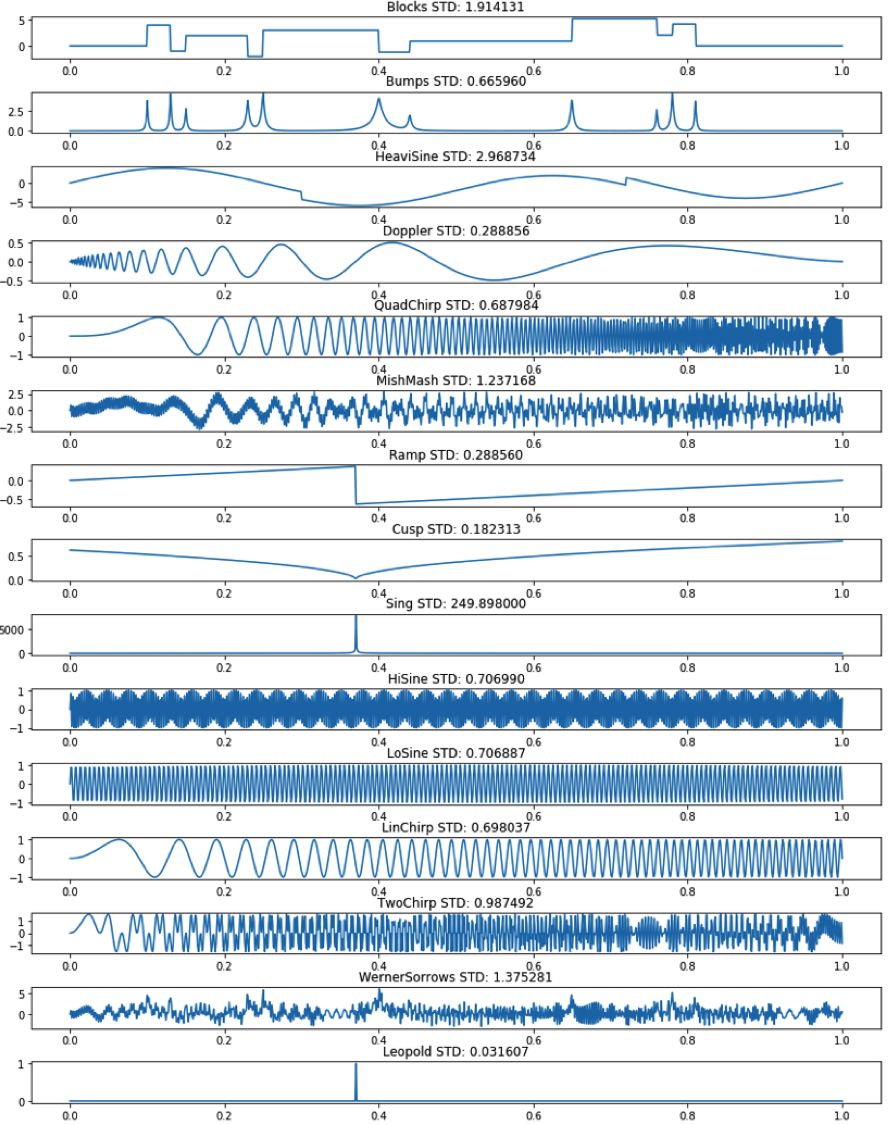 Blocks STD: 1.914131
5
0
0.0 0.2 0.4 0.6 0.8 1.0
Bumps STD: 0.665960
2.5
0.0
0.0 0.2 0.4 0.6 0.8 1.0
HeaviSine STD: 2.968734
0
−5
0.0 0.2 0.4 0.6 0.8 1.0
Doppler STD: 0.288856
0.5
0.0
−0.5
0.0 0.2 0.4 0.6 0.8 1.0
QuadChirp STD: 0.687984
1
0
−1
0.0 0.2 0.4 0.6 0.8 1.0
MishMash STD: 1.237168
2.5
0.0
−2.5
0.0 0.2 0.4 0.6 0.8 1.0
Ramp STD: 0.288560
0.0
−0.5
0.0 0.2 0.4 0.6 0.8 1.0
Cusp STD: 0.182313
0.5
0.0
0.0 0.2 0.4 0.6 0.8 1.0
Sing STD: 249.898000
5000
0
0.0 0.2 0.4 0.6 0.8 1.0
HiSine STD: 0.706990
1
0
−1
0.0 0.2 0.4 0.6 0.8 1.0
LoSine STD: 0.706887
1
0
−1
0.0 0.2 0.4 0.6 0.8 1.0
LinChirp STD: 0.698037
1
0
−1
0.0 0.2 0.4 0.6 0.8 1.0
TwoChirp STD: 0.987492
1
0
−1
0.0 0.2 0.4 0.6 0.8 1.0
WernerSorrows STD: 1.375281
5
0
0.0 0.2 0.4 0.6 0.8 1.0
Leopold STD: 0.031607
1
0
0.0 0.2 0.4 0.6 0.8 1.0